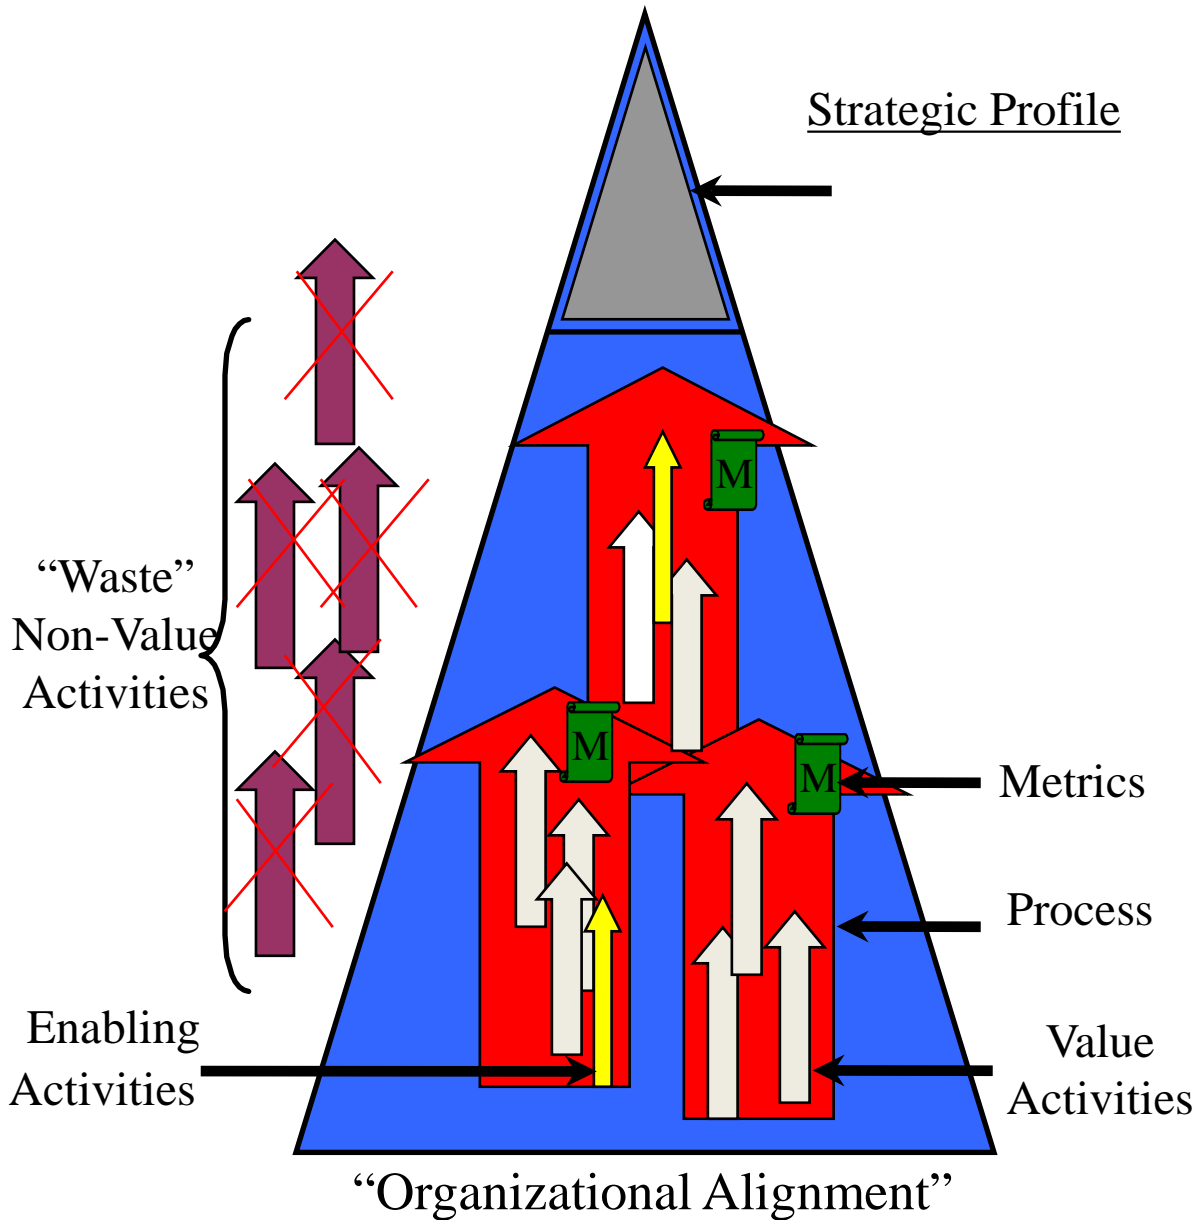 Strategic Profile
M
“Waste”
Non-Value
Activities
M
M
Metrics
Process
Enabling
Activities
Value
Activities
“Organizational Alignment”